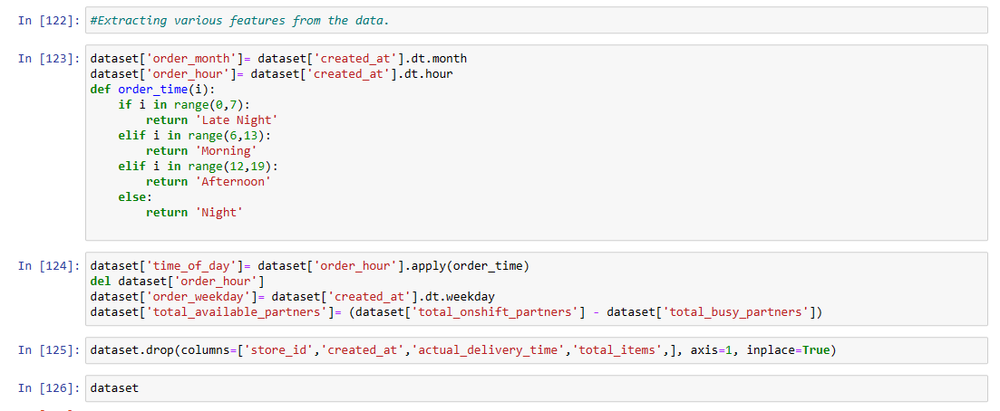 In [122]: #Extracting various features from the data.
In [123]: dataset['order_month']= dataset['created_at'].dt.month
dataset['order_hour']= dataset['created_at'].dt.hour
def order_time(i):
    if i in range(0,7):
        return 'Late Night'
    elif i in range(6,13):
        return 'Morning'
    elif i in range(12,19):
        return 'Afternoon'
    else:
        return 'Night'
In [124]: dataset['time_of_day']= dataset['order_hour'].apply(order_time)
del dataset['order_hour']
dataset['order_weekday']= dataset['created_at'].dt.weekday
dataset['total_available_partners']= (dataset['total_onshift_partners'] - dataset['total_busy_partners'])
In [125]: dataset.drop(columns=['store_id','created_at','actual_delivery_time','total_items',], axis=1, inplace=True)
In [126]: dataset